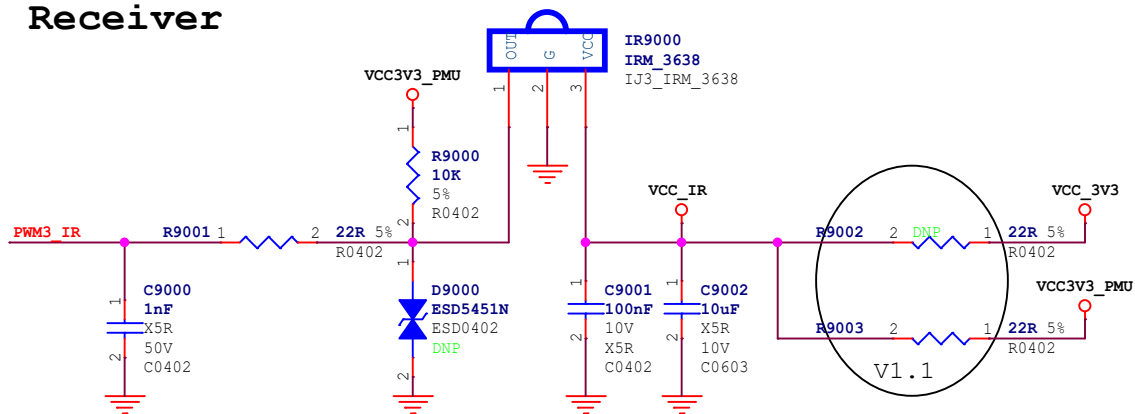 Receiver
OUT
G
VCC
IR9000
IRM_3638
IJ3_IRM_3638
1
2
3
VCC3V3_PMU
1
R9000
10K
5%
R0402
2
VCC_IR
VCC_3V3
PWM3_IR
R9001 1 2 22R 5%
R0402
R9002 2 DNP 1 22R 5%
R0402
VCC3V3_PMU
1
C9000
1nF
X5R
50V
C0402
2
1
D9000
ESD5451N
ESD0402
DNP
2
1
C9001
100nF
10V
X5R
C0402
2
1
C9002
10uF
X5R
10V
C0603
2
R9003 2 1 22R 5%
R0402
V1.1